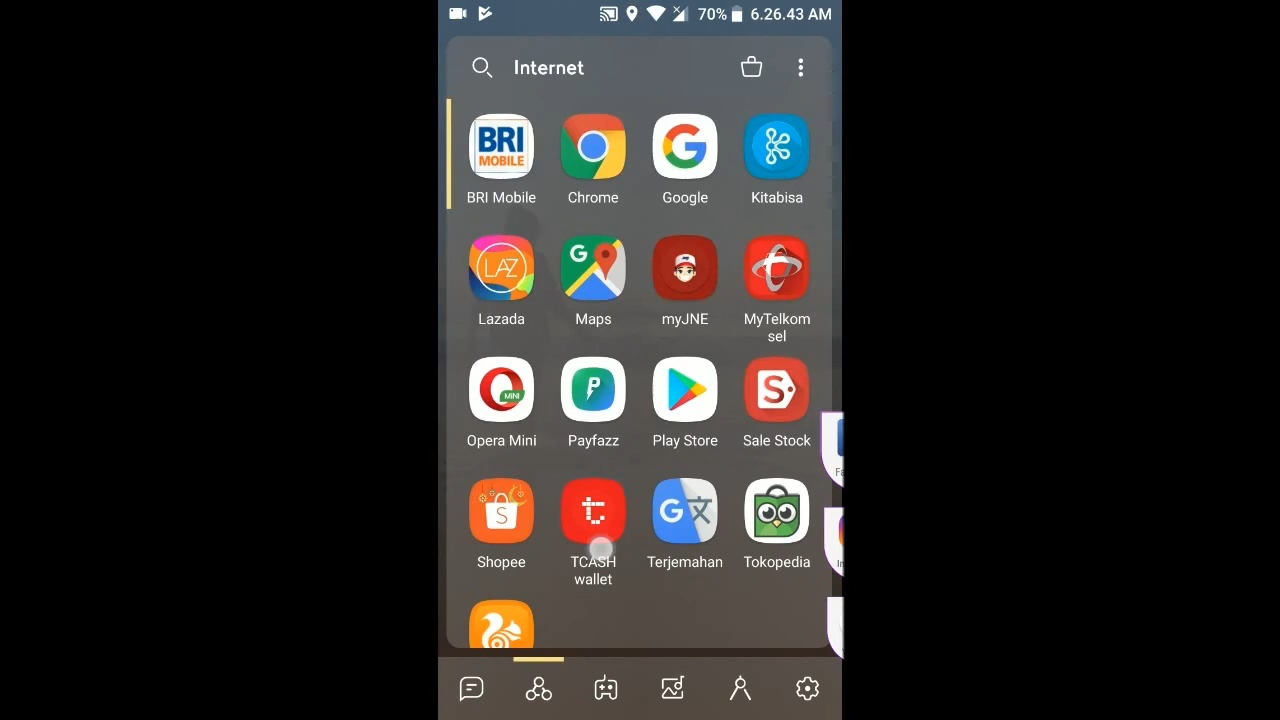 70% 6.26.43 AM
Internet
BRI
MOBILE
BRI Mobile Chrome Google Kitabisa
LAZ
G
Lazada Maps myJNE MyTelkom
sel
MINI
P
S
Opera Mini Payfazz Play Store Sale Stock
S
t
G 文
Shopee TCASH Terjemahan Tokopedia
wallet